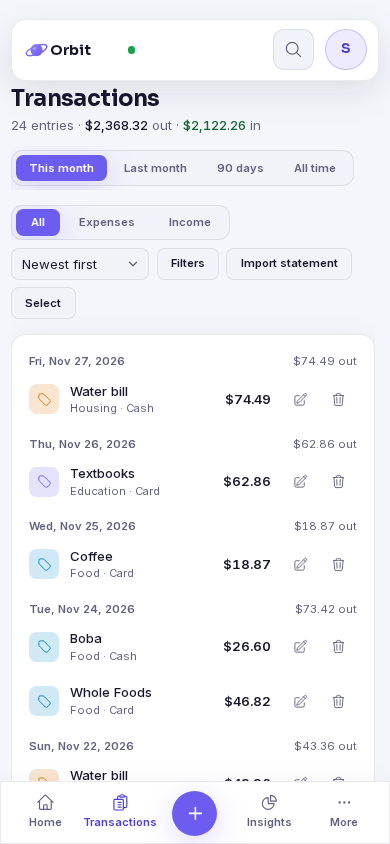 Orbit
S
Transactions
24 entries · $2,368.32 out · $2,122.26 in
This month Last month 90 days All time
All Expenses Income
Newest first Filters Import statement
Select
Fri, Nov 27, 2026 $74.49 out
Water bill
Housing · Cash $74.49
Thu, Nov 26, 2026 $62.86 out
Textbooks
Education · Card $62.86
Wed, Nov 25, 2026 $18.87 out
Coffee
Food · Card $18.87
Tue, Nov 24, 2026 $73.42 out
Boba
Food · Cash $26.60
Whole Foods
Food · Card $46.82
Sun, Nov 22, 2026 $43.36 out
Water bill
Home Transactions Insights More